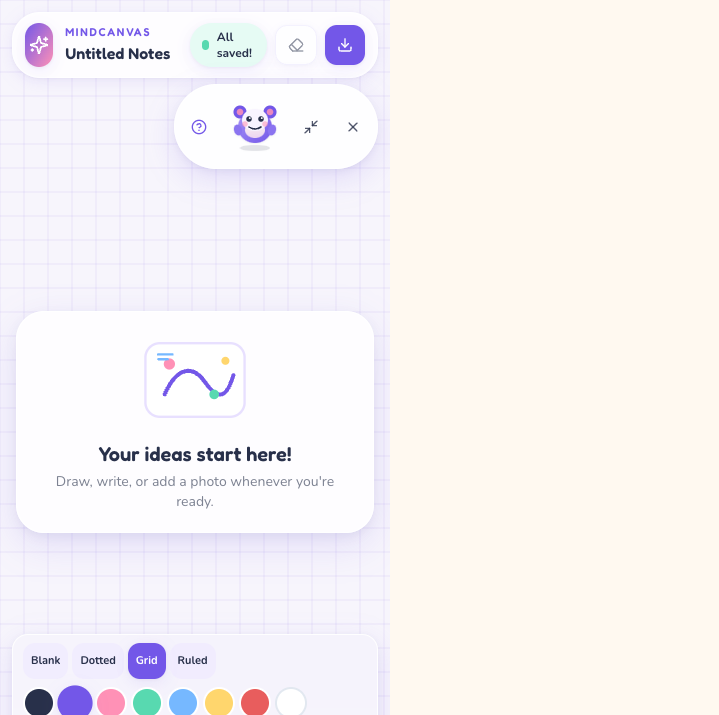 MINDCANVAS
Untitled Notes
All
saved!
Your ideas start here!
Draw, write, or add a photo whenever you're
ready.
Blank Dotted Grid Ruled